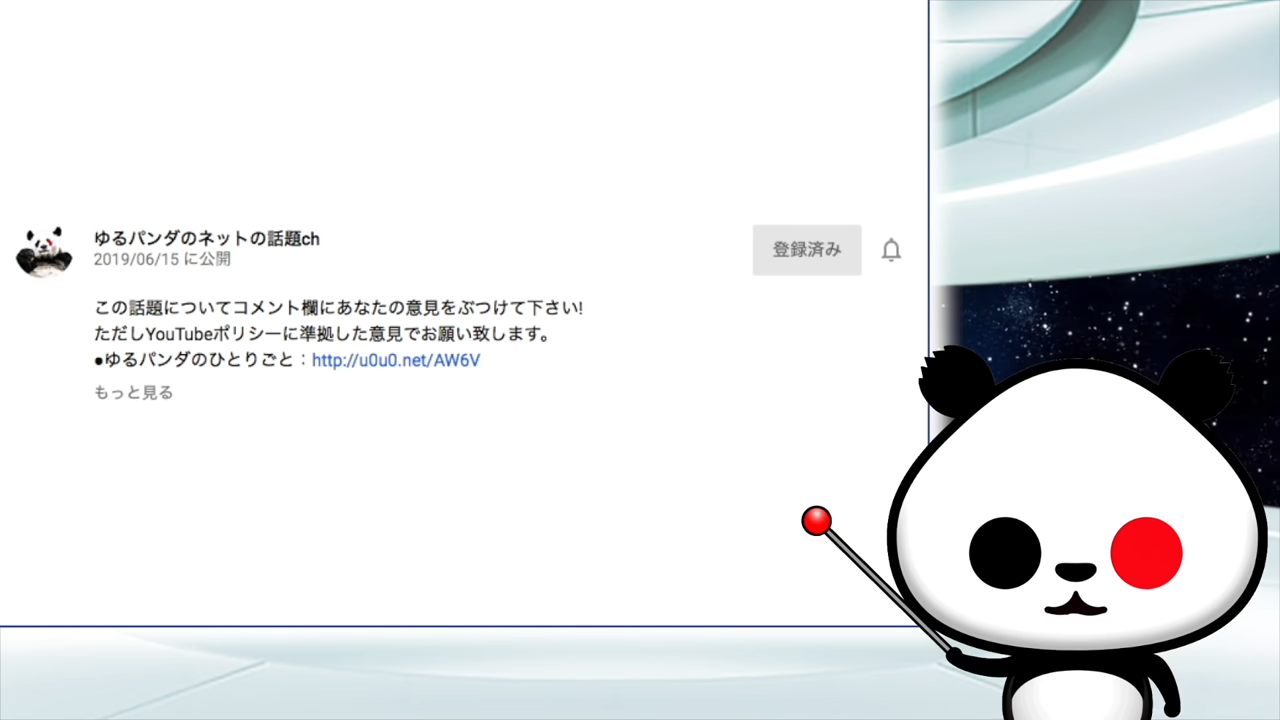 ゆるパンダのネットの話題ch
2019/06/15 に公開
登録済み
この話題についてコメント欄にあなたの意見をぶつけて下さい!
ただしYouTubeポリシーに準拠した意見でお願い致します。
●ゆるパンダのひとりごと：http://u0u0.net/AW6V
もっと見る